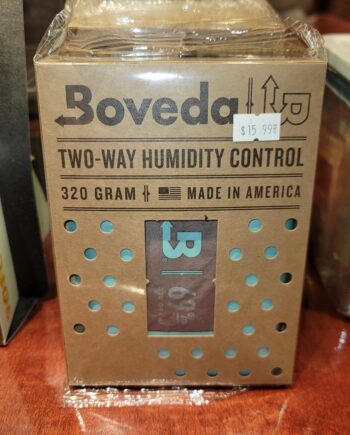 Boveda
$15.99
TWO-WAY HUMIDITY CONTROL
320 GRAM MADE IN AMERICA
B